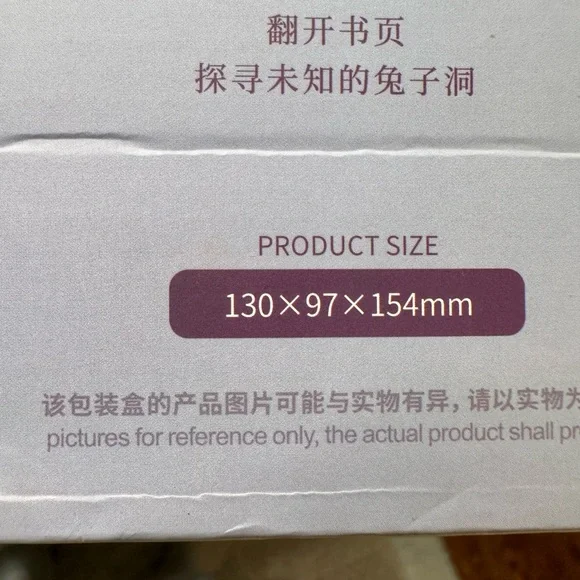 翻开书页
探寻未知的兔子洞
PRODUCT SIZE
130×97×154mm
该包装盒的产品图片可能与实物有异，请以实物为
pictures for reference only, the actual product shall pr